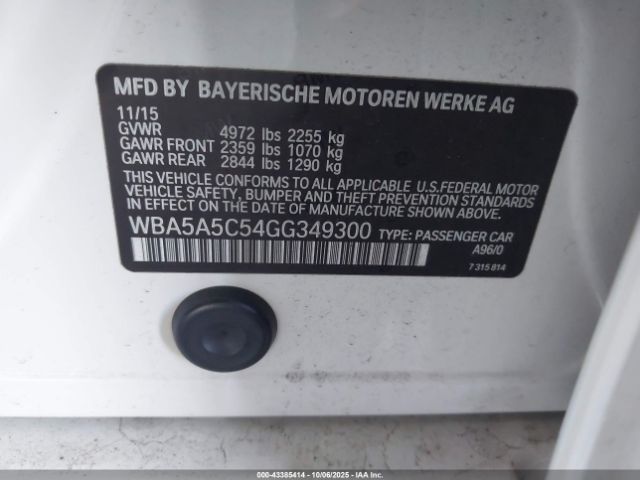 MFD BY BAYERISCHE MOTOREN WERKE AG
11/15
GVWR 4972 lbs 2255 kg
GAWR FRONT 2359 lbs 1070 kg
GAWR REAR 2844 lbs 1290 kg
THIS VEHICLE CONFORMS TO ALL APPLICABLE U.S.FEDERAL MOTOR
VEHICLE SAFETY, BUMPER AND THEFT PREVENTION STANDARDS
IN EFFECT ON THE DATE OF MANUFACTURE SHOWN ABOVE.
WBA5A5C54GG349300 TYPE: PASSENGER CAR
A96/0
7 315 814
000-43385414 | 10/06/2025 - IAAI.com